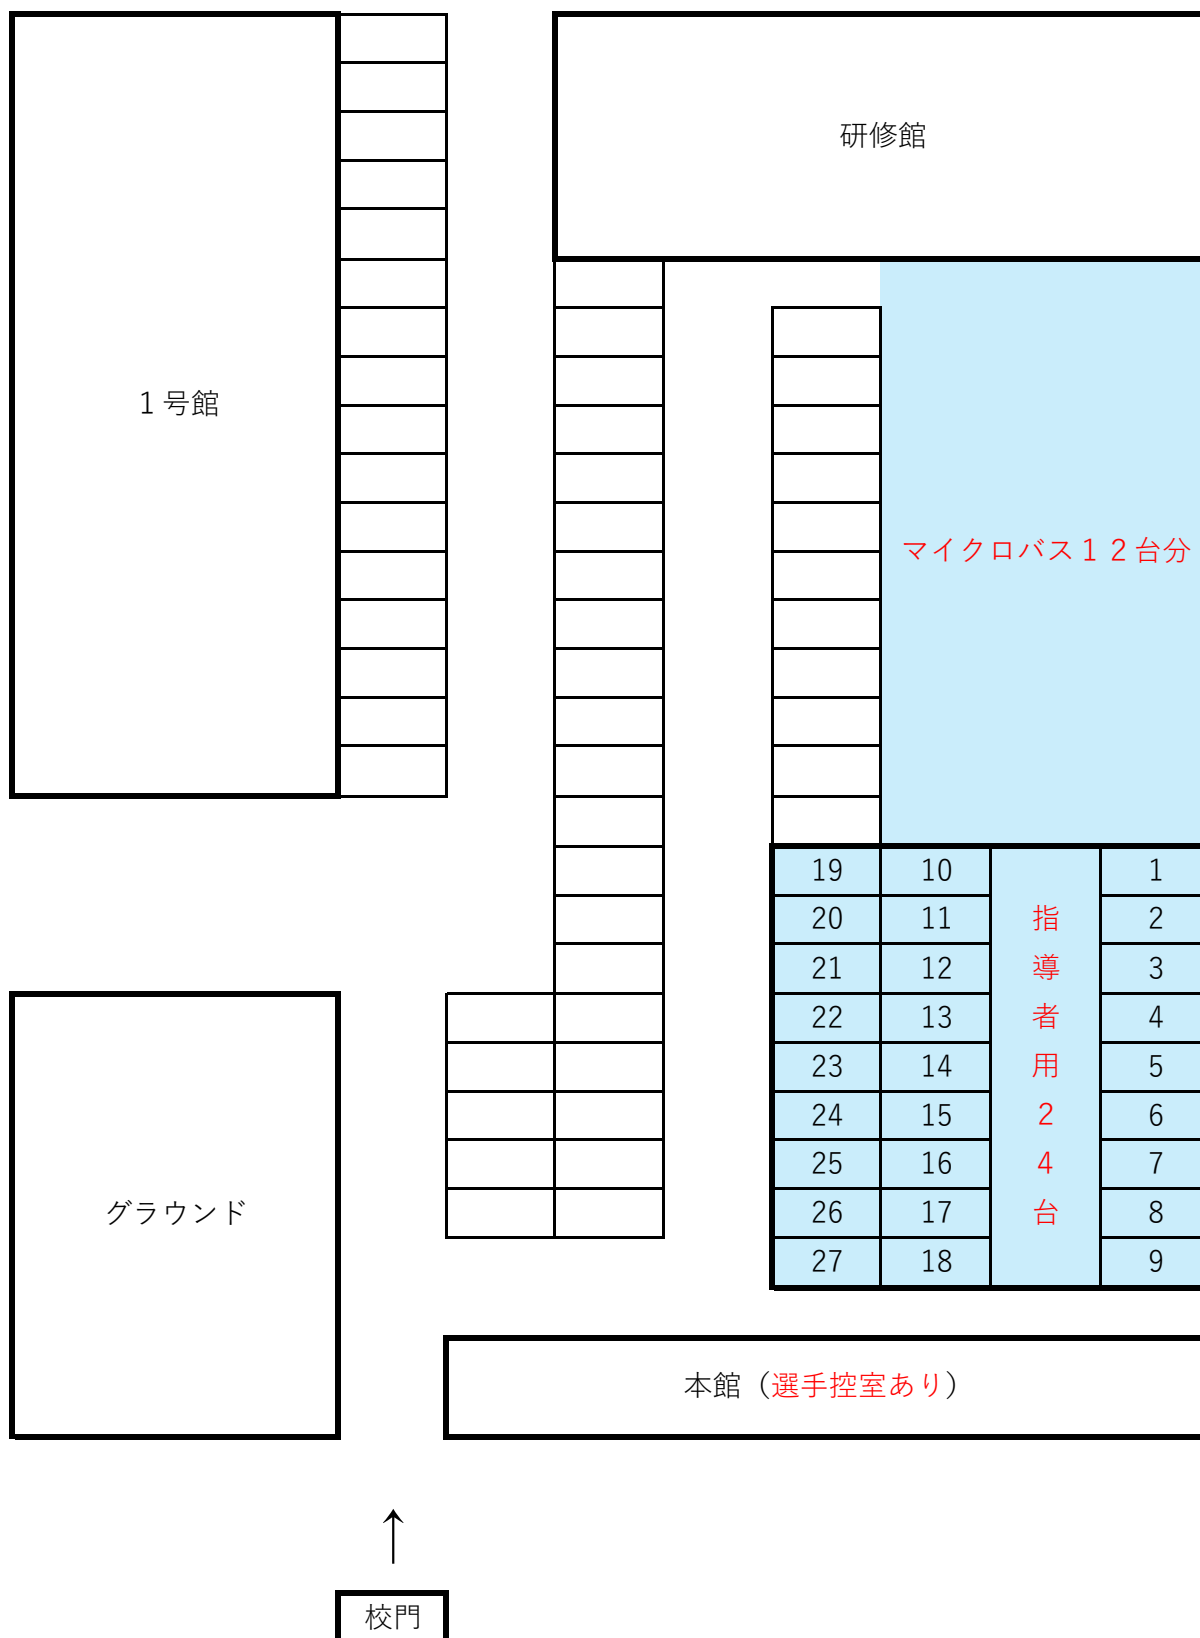 研修館
１号館
マイクロバス１２台分
19 10 1
20 11 指 2
21 12 導 3
22 13 者 4
23 14 用 5
24 15 2 6
25 16 4 7
26 17 台 8
27 18 9
グラウンド
本館（選手控室あり）
↑
校門